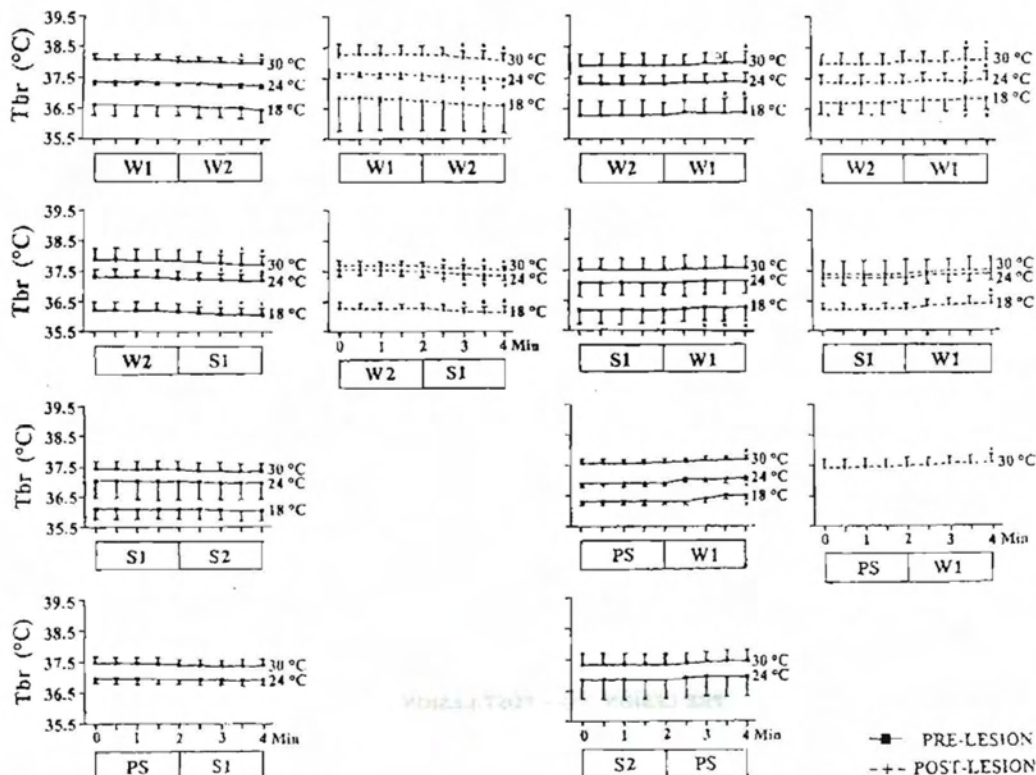 Tbr (°C)
39.5
38.5
37.5
36.5
35.5
30 °C
24 °C
18 °C
W1 W2
30 °C
24 °C
18 °C
W1 W2
30 °C
24 °C
18 °C
W2 W1
30 °C
24 °C
18 °C
W2 W1
Tbr (°C)
39.5
38.5
37.5
36.5
35.5
30 °C
24 °C
18 °C
W2 S1
30 °C
24 °C
18 °C
0 1 2 3 4 Min
W2 S1
30 °C
24 °C
18 °C
S1 W1
30 °C
24 °C
18 °C
S1 W1
Tbr (°C)
39.5
38.5
37.5
36.5
35.5
30 °C
24 °C
18 °C
S1 S2
30 °C
24 °C
18 °C
PS W1
30 °C
0 1 2 3 4 Min
PS W1
Tbr (°C)
39.5
38.5
37.5
36.5
35.5
30 °C
24 °C
0 1 2 3 4 Min
PS S1
30 °C
24 °C
0 1 2 3 4 Min
S2 PS
PRE-LESION
POST-LESION